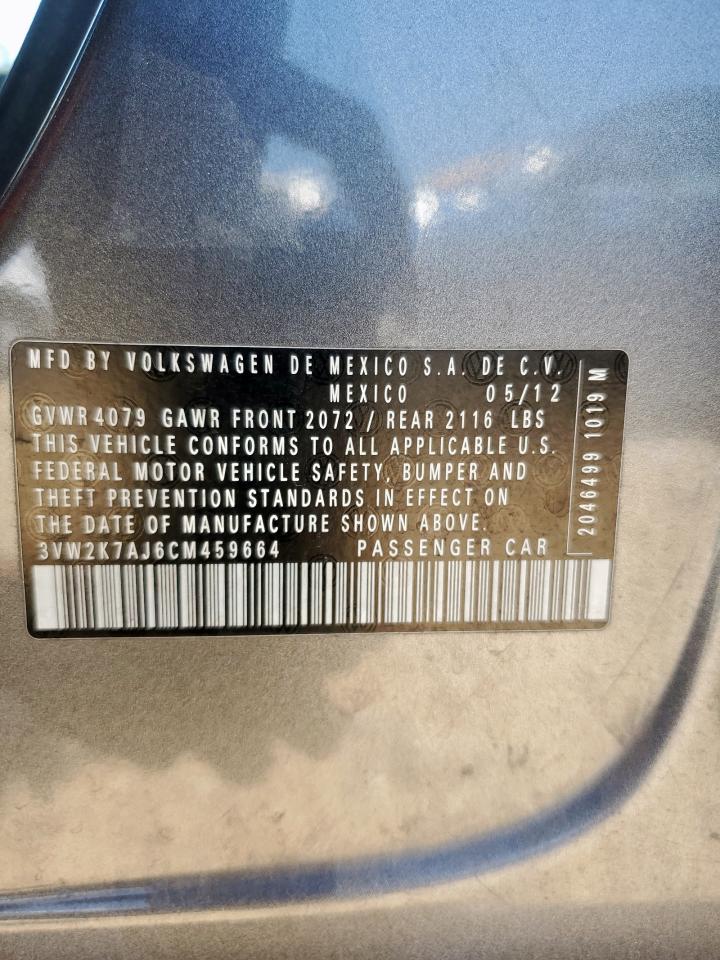 MFD BY VOLKSWAGEN DE MEXICO S.A. DE C.V.
MEXICO 05/12
GVWR 4079 GAWR FRONT 2072 / REAR 2116 LBS
THIS VEHICLE CONFORMS TO ALL APPLICABLE U.S.
FEDERAL MOTOR VEHICLE SAFETY, BUMPER AND
THEFT PREVENTION STANDARDS IN EFFECT ON
THE DATE OF MANUFACTURE SHOWN ABOVE.
3VW2K7AJ6CM459664 PASSENGER CAR
2046499 1019 M